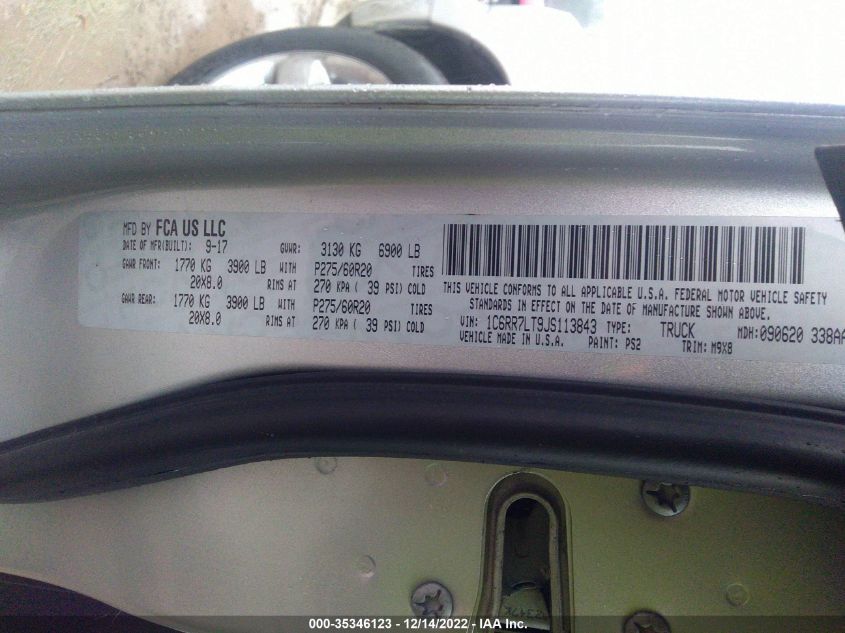 MFD BY FCA US LLC
DATE OF MFR(BUILT): 9-17 GVWR: 3130 KG 6900 LB
GAWR FRONT: 1770 KG 3900 LB WITH P275/60R20 TIRES
20X8.0 RIMS AT 270 KPA ( 39 PSI) COLD
GAWR REAR: 1770 KG 3900 LB WITH P275/60R20 TIRES
20X8.0 RIMS AT 270 KPA ( 39 PSI) COLD
THIS VEHICLE CONFORMS TO ALL APPLICABLE U.S.A. FEDERAL MOTOR VEHICLE SAFETY
STANDARDS IN EFFECT ON THE DATE OF MANUFACTURE SHOWN ABOVE.
VIN: 1C6RR7LT9JS113843 TYPE: TRUCK MDH:090620 338AA
VEHICLE MADE IN U.S.A. PAINT: PS2 TRIM: M9X8
000-35346123 - 12/14/2022 - IAA Inc.